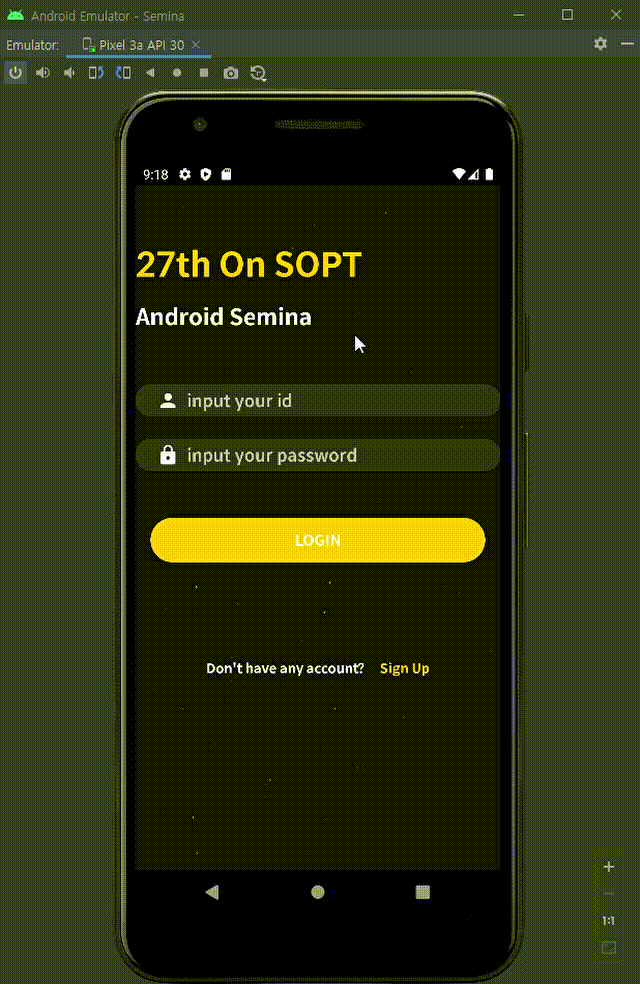 Android Emulator - Semina
Emulator: Pixel 3a API 30
9:18
27th On SOPT
Android Semina
input your id
input your password
LOGIN
Don't have any account? Sign Up
1:1